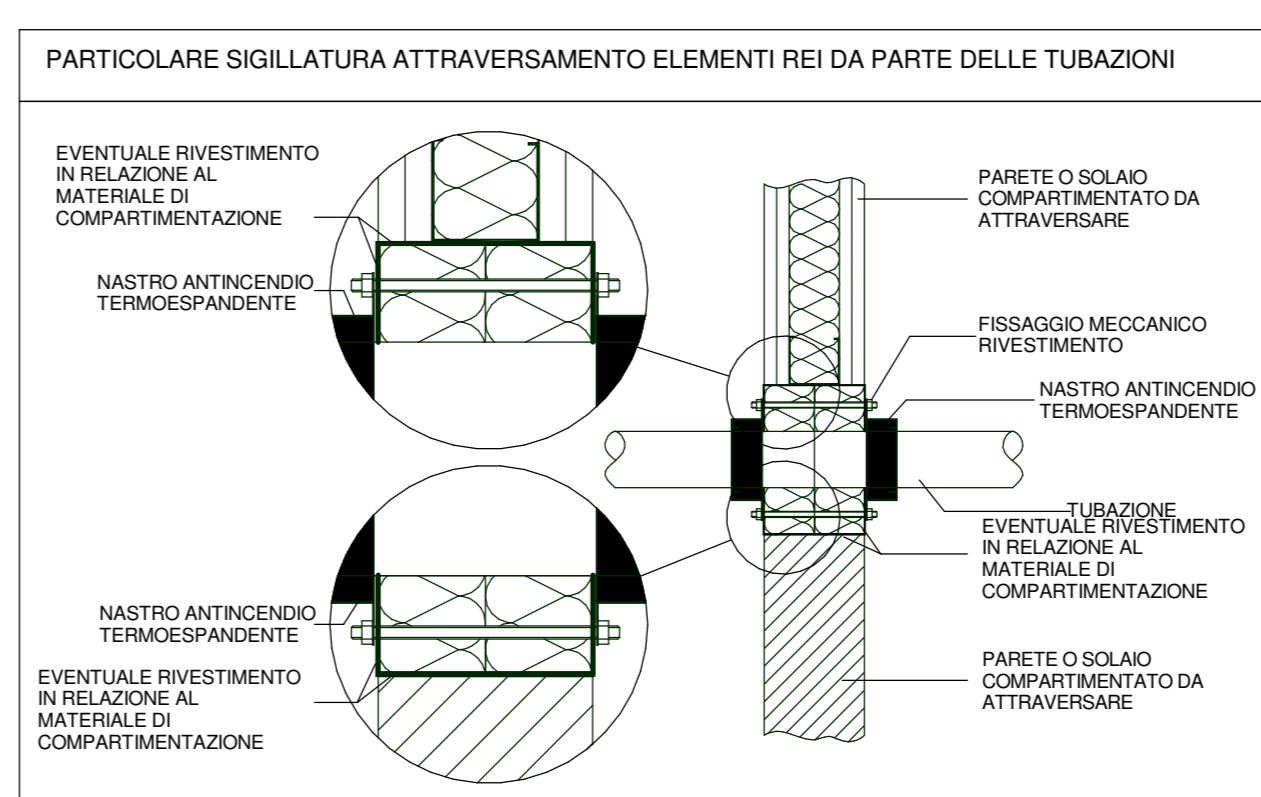 PARTICOLARE SIGILLATURA ATTRAVERSAMENTO ELEMENTI REI DA PARTE DELLE TUBAZIONI
EVENTUALE RIVESTIMENTO
IN RELAZIONE AL
MATERIALE DI
COMPARTIMENTAZIONE
NASTRO ANTINCENDIO
TERMOESPANDENTE
NASTRO ANTINCENDIO
TERMOESPANDENTE
EVENTUALE RIVESTIMENTO
IN RELAZIONE AL
MATERIALE DI
COMPARTIMENTAZIONE
PARETE O SOLAIO
COMPARTIMENTATO DA
ATTRAVERSARE
FISSAGGIO MECCANICO
RIVESTIMENTO
NASTRO ANTINCENDIO
TERMOESPANDENTE
TUBAZIONE
EVENTUALE RIVESTIMENTO
IN RELAZIONE AL
MATERIALE DI
COMPARTIMENTAZIONE
PARETE O SOLAIO
COMPARTIMENTATO DA
ATTRAVERSARE